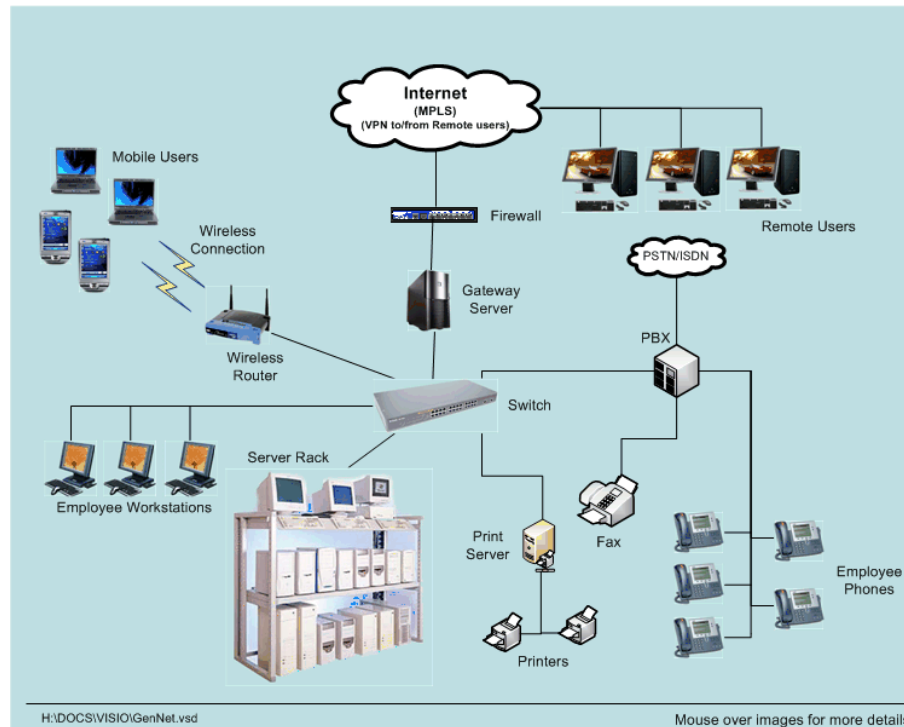 Internet
(MPLS)
(VPN to/from Remote users)
Mobile Users
Wireless
Connection
Firewall
Remote Users
PSTN/ISDN
Gateway
Server
Wireless
Router
PBX
Switch
Server Rack
Employee Workstations
Print
Server
Fax
Employee
Phones
Printers
H:\DOCS\VISIO\GenNet.vsd
Mouse over images for more details